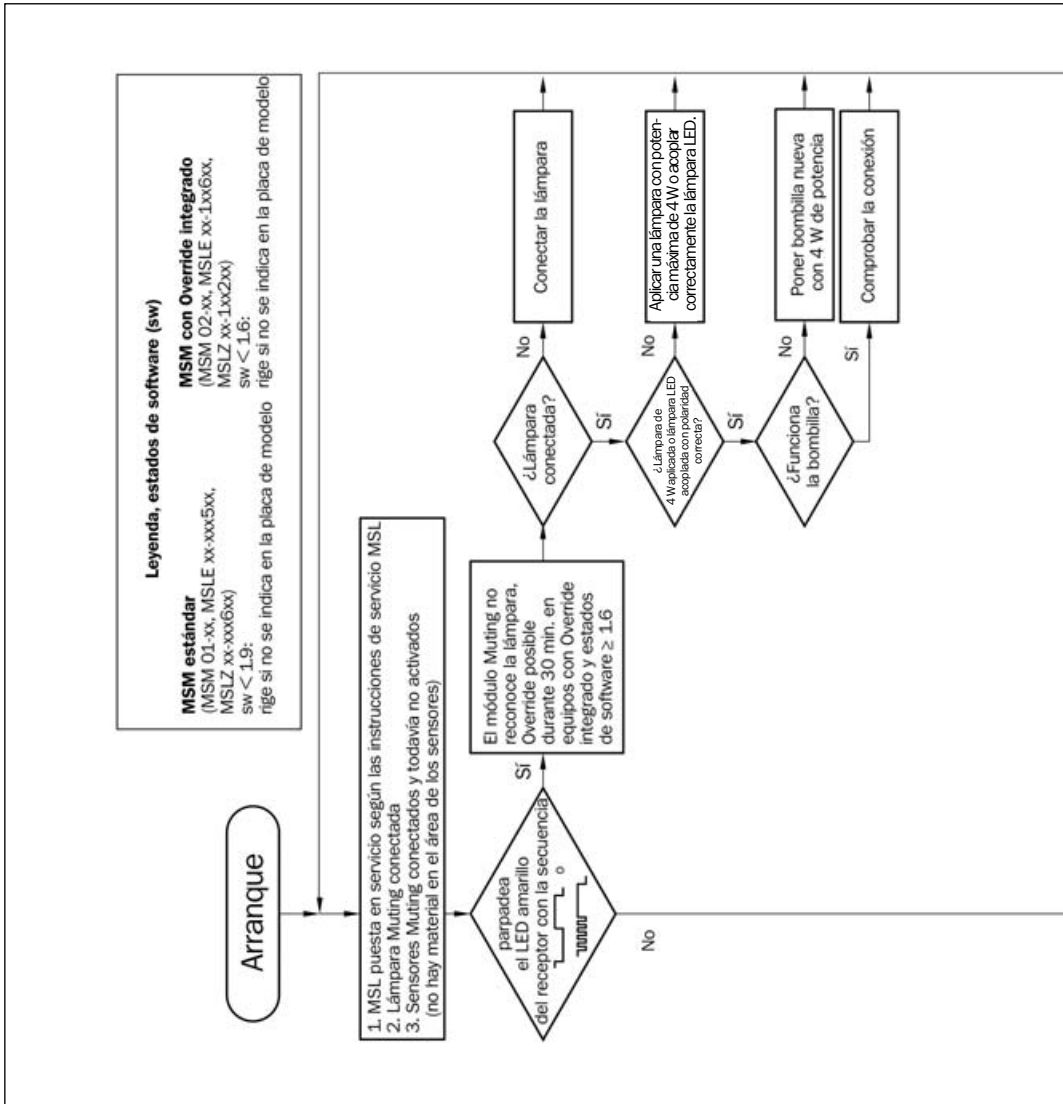 Leyenda, estados de software (sw)
MSM estándar
(MSM 01-xx, MSLE xx-xxx5xx,
MSLZ xx-xxx6xx)
sw < 1.9:
rige si no se indica en la placa de modelo
MSM con Override integrado
(MSM 02-xx, MSLE xx-1xx6xx,
MSLZ xx-1xx2xx)
sw < 1.6:
rige si no se indica en la placa de modelo
Arranque
1. MSL puesta en servicio según las instrucciones de servicio MSL
2. Lámpara Muting conectada
3. Sensores Muting conectados y todavía no activados
(no hay material en el área de los sensores)
parpadea
el LED amarillo
del receptor con la secuencia
o
Sí
No
El módulo Muting no
reconoce la lámpara,
Override posible
durante 30 min. en
equipos con Override
integrado y estados
de software ≥ 1.6
¿Lámpara
conectada?
No
Conectar la lámpara
Sí
¿Lámpara de
4 W aplicada o lámpara LED
acoplada con polaridad
correcta?
No
Aplicar una lámpara con poten-
cia máxima de 4 W o acoplar
correctamente la lámpara LED.
Sí
¿Funciona
la bombilla?
No
Poner bombilla nueva
con 4 W de potencia
Sí
Comprobar la conexión